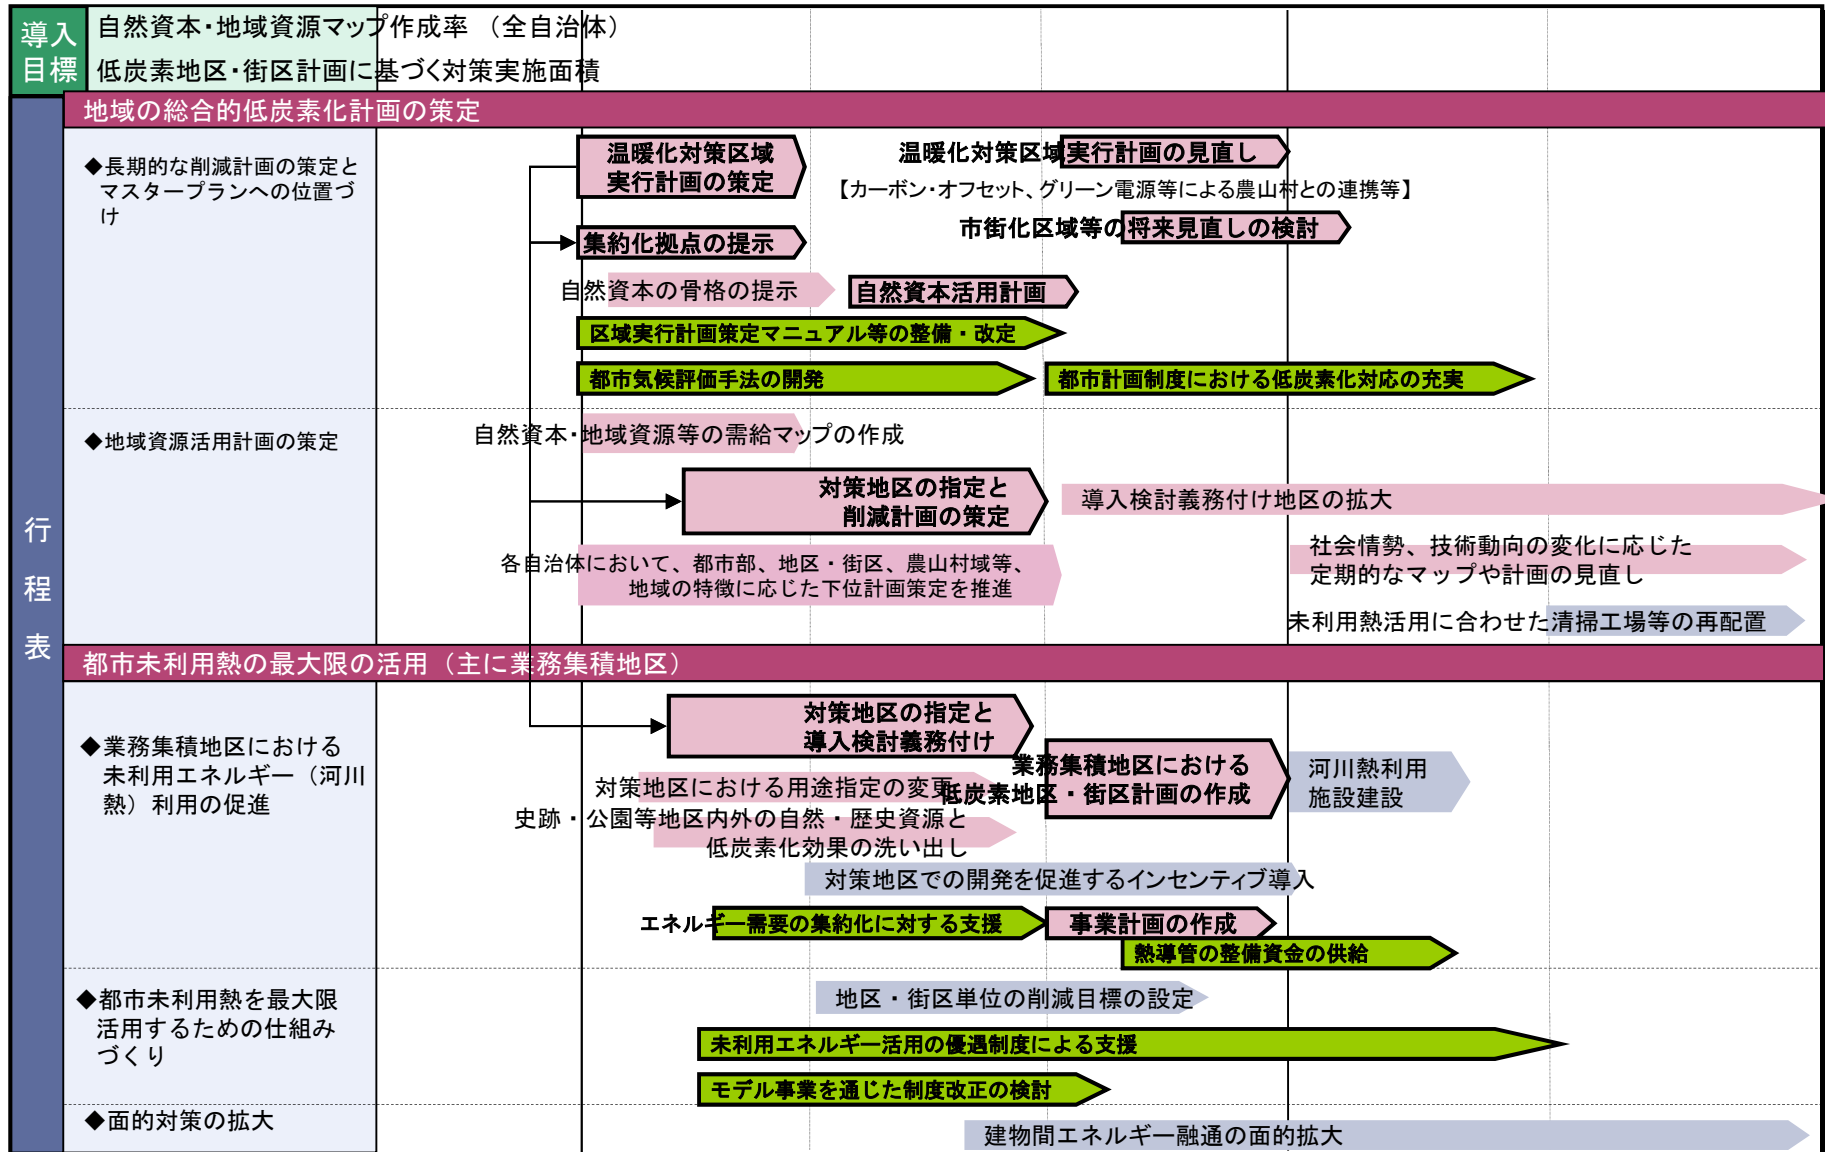 導入
目標
自然資本・地域資源マップ作成率 （全自治体）
低炭素地区・街区計画に基づく対策実施面積
行
程
表
地域の総合的低炭素化計画の策定
◆長期的な削減計画の策定と
マスタープランへの位置づ
け
温暖化対策区域
実行計画の策定
温暖化対策区域実行計画の見直し
【カーボン・オフセット、グリーン電源等による農山村との連携等】
市街化区域等の将来見直しの検討
集約化拠点の提示
自然資本の骨格の提示
自然資本活用計画
区域実行計画策定マニュアル等の整備・改定
都市気候評価手法の開発
都市計画制度における低炭素化対応の充実
◆地域資源活用計画の策定
自然資本・地域資源等の需給マップの作成
対策地区の指定と
削減計画の策定
導入検討義務付け地区の拡大
各自治体において、都市部、地区・街区、農山村域等、
地域の特徴に応じた下位計画策定を推進
社会情勢、技術動向の変化に応じた
定期的なマップや計画の見直し
未利用熱活用に合わせた清掃工場等の再配置
都市未利用熱の最大限の活用（主に業務集積地区）
◆業務集積地区における
未利用エネルギー（河川
熱）利用の促進
対策地区の指定と
導入検討義務付け
業務集積地区における
低炭素地区・街区計画の作成
河川熱利用
施設建設
対策地区における用途指定の変更
史跡・公園等地区内外の自然・歴史資源と
低炭素化効果の洗い出し
対策地区での開発を促進するインセンティブ導入
エネルギー需要の集約化に対する支援
事業計画の作成
熱導管の整備資金の供給
◆都市未利用熱を最大限
活用するための仕組み
づくり
地区・街区単位の削減目標の設定
未利用エネルギー活用の優遇制度による支援
モデル事業を通じた制度改正の検討
◆面的対策の拡大
建物間エネルギー融通の面的拡大